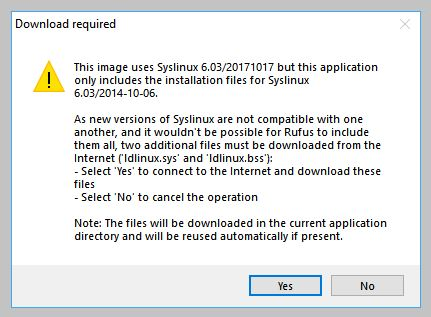 Download required
This image uses Syslinux 6.03/20171017 but this application
only includes the installation files for Syslinux
6.03/2014-10-06.
As new versions of Syslinux are not compatible with one
another, and it wouldn't be possible for Rufus to include
them all, two additional files must be downloaded from the
Internet ('ldlinux.sys' and 'ldlinux.bss'):
- Select 'Yes' to connect to the Internet and download these
files
- Select 'No' to cancel the operation
Note: The files will be downloaded in the current application
directory and will be reused automatically if present.
Yes
No